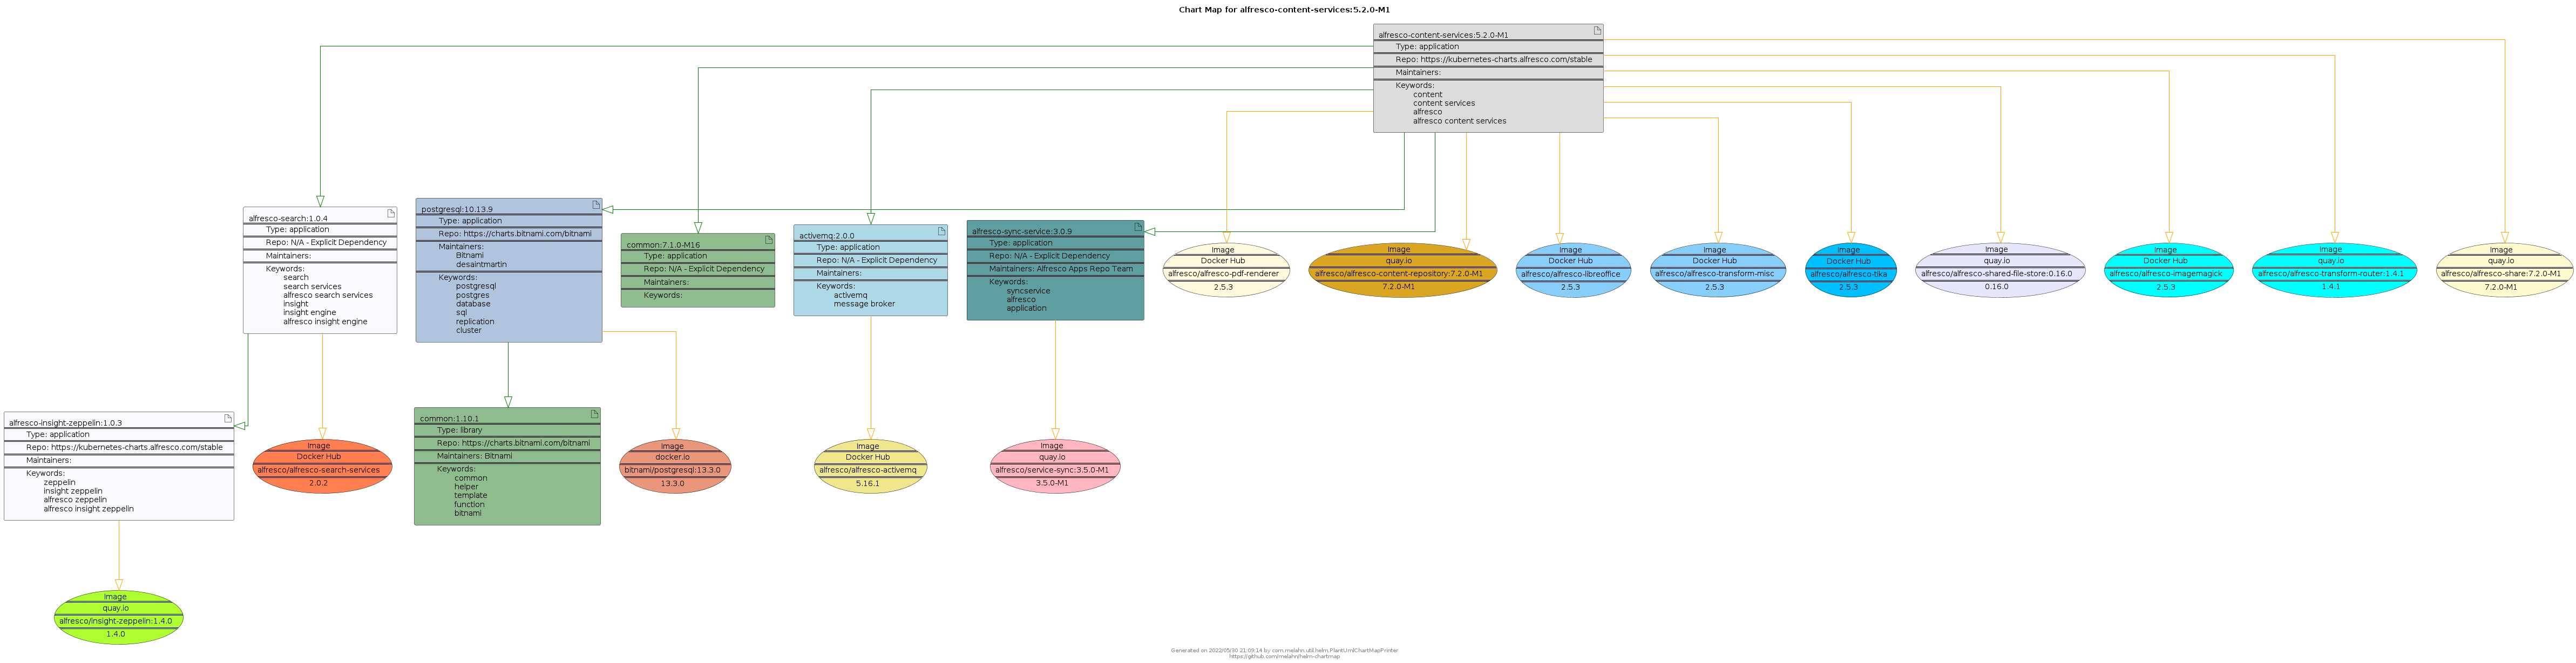 Chart Map for alfresco-content-services:5.2.0-M1
alfresco-content-services:5.2.0-M1
Type: application
Repo: https://kubernetes-charts.alfresco.com/stable
Maintainers:
Keywords:
content
content services
alfresco
alfresco content services
alfresco-search:1.0.4
Type: application
Repo: N/A - Explicit Dependency
Maintainers:
Keywords:
search
search services
alfresco search services
insight
insight engine
alfresco insight engine
postgresql:10.13.9
Type: application
Repo: https://charts.bitnami.com/bitnami
Maintainers:
Bitnami
desaintmartin
Keywords:
postgresql
postgres
database
sql
replication
cluster
common:7.1.0-M16
Type: application
Repo: N/A - Explicit Dependency
Maintainers:
Keywords:
activemq:2.0.0
Type: application
Repo: N/A - Explicit Dependency
Maintainers:
Keywords:
activemq
message broker
alfresco-sync-service:3.0.9
Type: application
Repo: N/A - Explicit Dependency
Maintainers: Alfresco Apps Repo Team
Keywords:
syncservice
alfresco
application
Image
Docker Hub
alfresco/alfresco-pdf-renderer
2.5.3
Image
quay.io
alfresco/alfresco-content-repository:7.2.0-M1
7.2.0-M1
Image
Docker Hub
alfresco/alfresco-libreoffice
2.5.3
Image
Docker Hub
alfresco/alfresco-transform-misc
2.5.3
Image
Docker Hub
alfresco/alfresco-tika
2.5.3
Image
quay.io
alfresco/alfresco-shared-file-store:0.16.0
0.16.0
Image
Docker Hub
alfresco/alfresco-imagemagick
2.5.3
Image
quay.io
alfresco/alfresco-transform-router:1.4.1
1.4.1
Image
quay.io
alfresco/alfresco-share:7.2.0-M1
7.2.0-M1
alfresco-insight-zeppelin:1.0.3
Type: application
Repo: https://kubernetes-charts.alfresco.com/stable
Maintainers:
Keywords:
zeppelin
insight zeppelin
alfresco zeppelin
alfresco insight zeppelin
Image
Docker Hub
alfresco/alfresco-search-services
2.0.2
common:1.10.1
Type: library
Repo: https://charts.bitnami.com/bitnami
Maintainers: Bitnami
Keywords:
common
helper
template
function
bitnami
Image
docker.io
bitnami/postgresql:13.3.0
13.3.0
Image
Docker Hub
alfresco/alfresco-activemq
5.16.1
Image
quay.io
alfresco/service-sync:3.5.0-M1
3.5.0-M1
Image
quay.io
alfresco/insight-zeppelin:1.4.0
1.4.0
Generated on 2022/05/30 21:09:14 by com.melahn.util.helm.PlantUmlChartMapPrinter
https://github.com/melahn/helm-chartmap